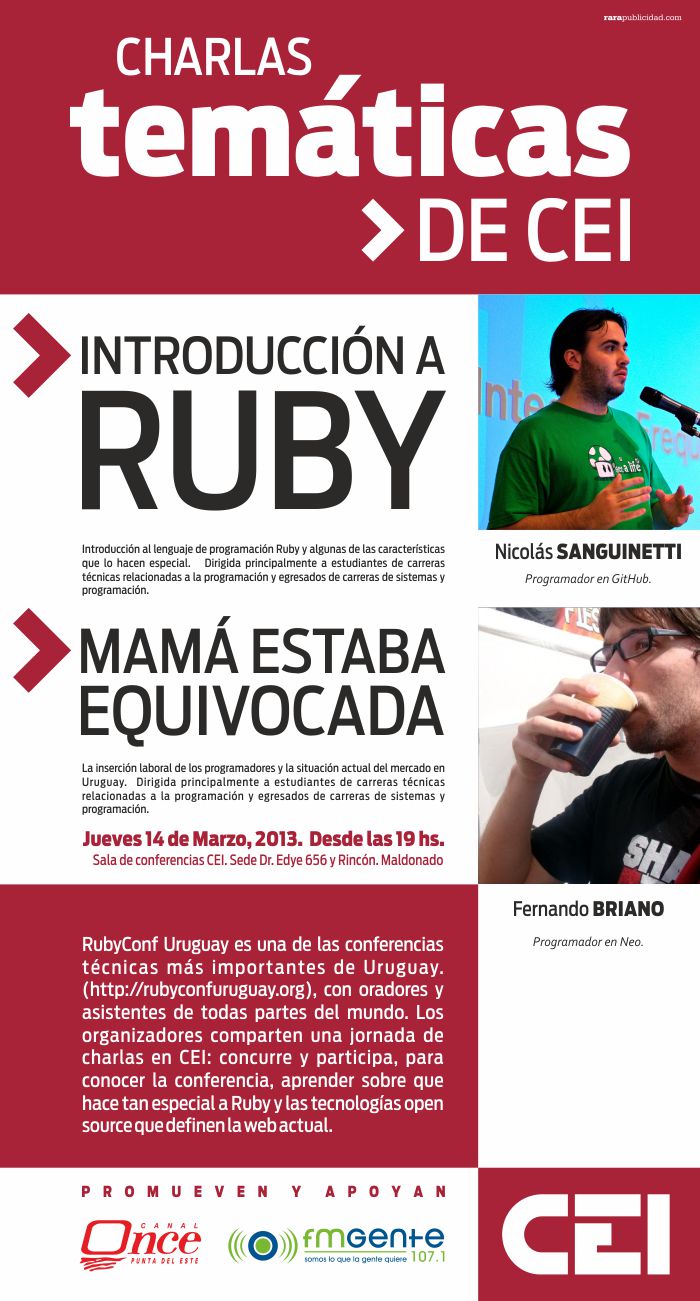 rarapublicidad.com
CHARLAS
temáticas
DE CEI
INTRODUCCIÓN A
RUBY
Introducción al lenguaje de programación Ruby y algunas de las características
que lo hacen especial. Dirigida principalmente a estudiantes de carreras
técnicas relacionadas a la programación y egresados de carreras de sistemas y
programación.
a life
Nicolás SANGUINETTI
Programador en GitHub.
MAMÁ ESTABA
EQUIVOCADA
La inserción laboral de los programadores y la situación actual del mercado en
Uruguay. Dirigida principalmente a estudiantes de carreras técnicas
relacionadas a la programación y egresados de carreras de sistemas y
programación.
Jueves 14 de Marzo, 2013. Desde las 19 hs.
Sala de conferencias CEI. Sede Dr. Edye 656 y Rincón. Maldonado
Fernando BRIANO
Programador en Neo.
RubyConf Uruguay es una de las conferencias
técnicas más importantes de Uruguay.
(http://rubyconfuruguay.org), con oradores y
asistentes de todas partes del mundo. Los
organizadores comparten una jornada de
charlas en CEI: concurre y participa, para
conocer la conferencia, aprender sobre que
hace tan especial a Ruby y las tecnologías open
source que definen la web actual.
PROMUEVEN Y APOYAN
CANAL
Once
PUNTA DEL ESTE
fmgente
somos lo que la gente quiere 107.1
CEI